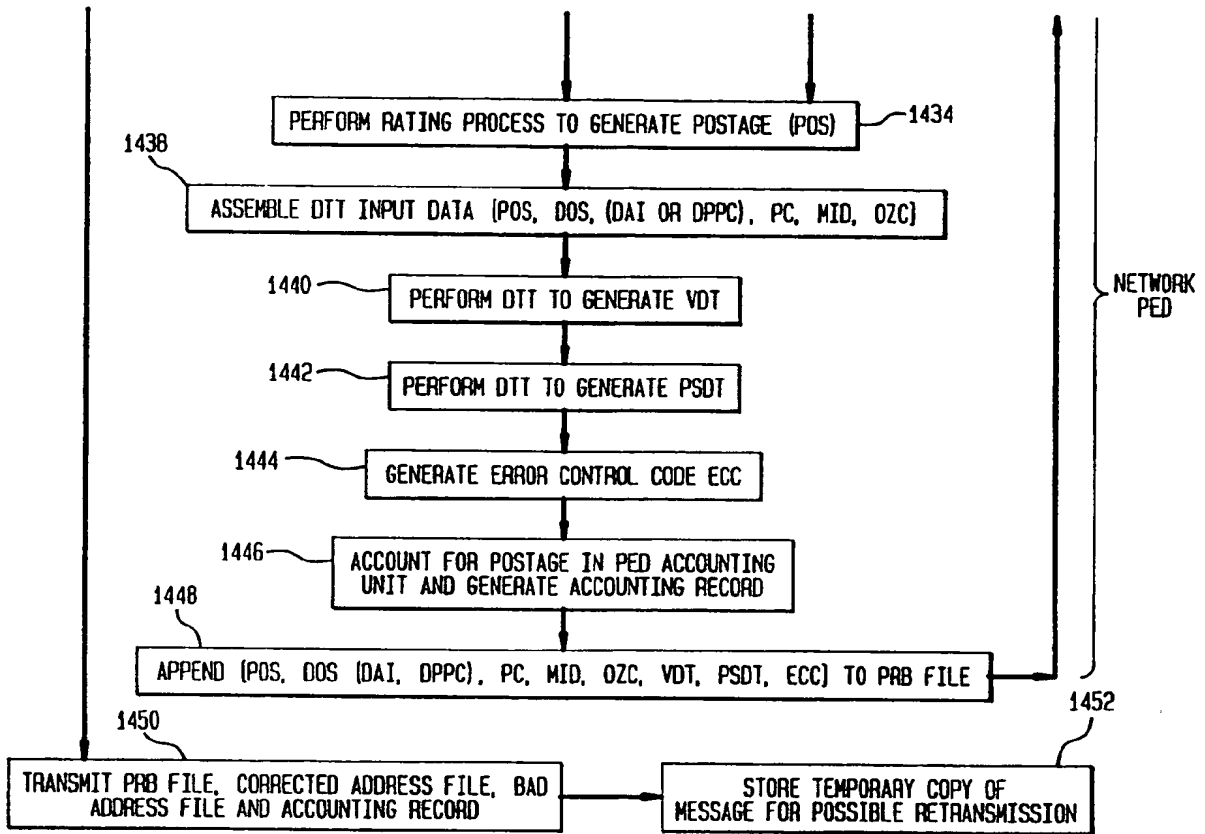 PERFORM RATING PROCESS TO GENERATE POSTAGE (POS)
1434
1438
ASSEMBLE DTT INPUT DATA [POS, DOS, (DAI OR DPPC), PC, MID, OZC]
1440
PERFORM DTT TO GENERATE VDT
NETWORK
PED
1442
PERFORM DTT TO GENERATE PSDT
1444
GENERATE ERROR CONTROL CODE ECC
1446
ACCOUNT FOR POSTAGE IN PED ACCOUNTING
UNIT AND GENERATE ACCOUNTING RECORD
1448
APPEND [POS, DOS (DAI, DPPC), PC, MID, OZC, VDT, PSDT, ECC] TO PRB FILE
1450
TRANSMIT PRB FILE, CORRECTED ADDRESS FILE, BAD
ADDRESS FILE AND ACCOUNTING RECORD
1452
STORE TEMPORARY COPY OF
MESSAGE FOR POSSIBLE RETRANSMISSION